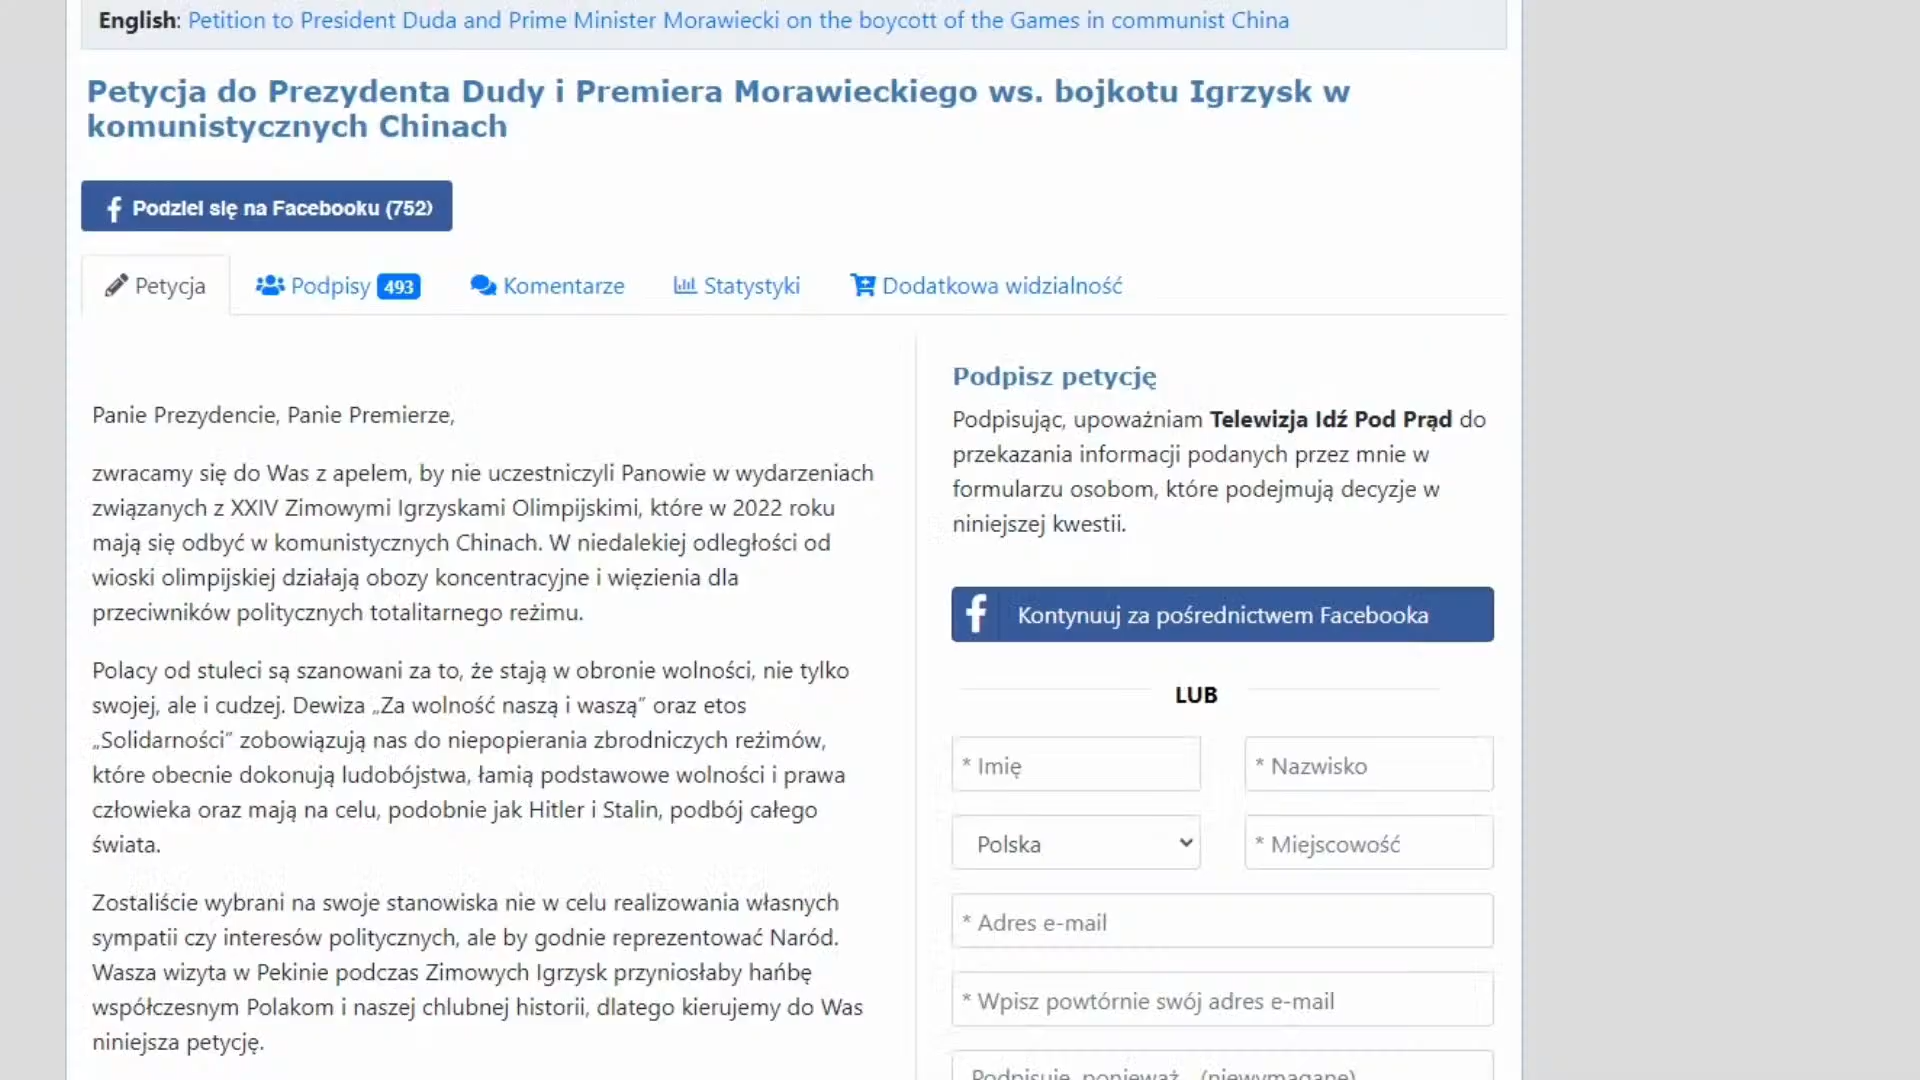 English: Petition to President Duda and Prime Minister Morawiecki on the boycott of the Games in communist China
Petycja do Prezydenta Dudy i Premiera Morawieckiego ws. bojkotu Igrzysk w
komunistycznych Chinach
Podziel się na Facebooku (752)
Petycja
Podpisy 493
Komentarze
Statystyki
Dodatkowa widzialność
Panie Prezydencie, Panie Premierze,
zwracamy się do Was z apelem, by nie uczestniczyli Panowie w wydarzeniach
związanych z XXIV Zimowymi Igrzyskami Olimpijskimi, które w 2022 roku
mają się odbyć w komunistycznych Chinach. W niedalekiej odległości od
wioski olimpijskiej działają obozy koncentracyjne i więzienia dla
przeciwników politycznych totalitarnego reżimu.
Polacy od stuleci są szanowani za to, że stają w obronie wolności, nie tylko
swojej, ale i cudzej. Dewiza „Za wolność naszą i waszą” oraz etos
„Solidarności” zobowiązują nas do niepopierania zbrodniczych reżimów,
które obecnie dokonują ludobójstwa, łamią podstawowe wolności i prawa
człowieka oraz mają na celu, podobnie jak Hitler i Stalin, podbój całego
świata.
Zostaliście wybrani na swoje stanowiska nie w celu realizowania własnych
sympatii czy interesów politycznych, ale by godnie reprezentować Naród.
Wasza wizyta w Pekinie podczas Zimowych Igrzysk przyniosłaby hańbę
współczesnym Polakom i naszej chlubnej historii, dlatego kierujemy do Was
niniejsza petycję.
Podpisz petycję
Podpisując, upoważniam Telewizja Idź Pod Prąd do
przekazania informacji podanych przez mnie w
formularzu osobom, które podejmują decyzje w
niniejszej kwestii.
Kontynuuj za pośrednictwem Facebooka
LUB
* Imię
* Nazwisko
Polska
* Miejscowość
* Adres e-mail
* Wpisz powtórnie swój adres e-mail
Podpisuję, ponieważ... (niewymagane)